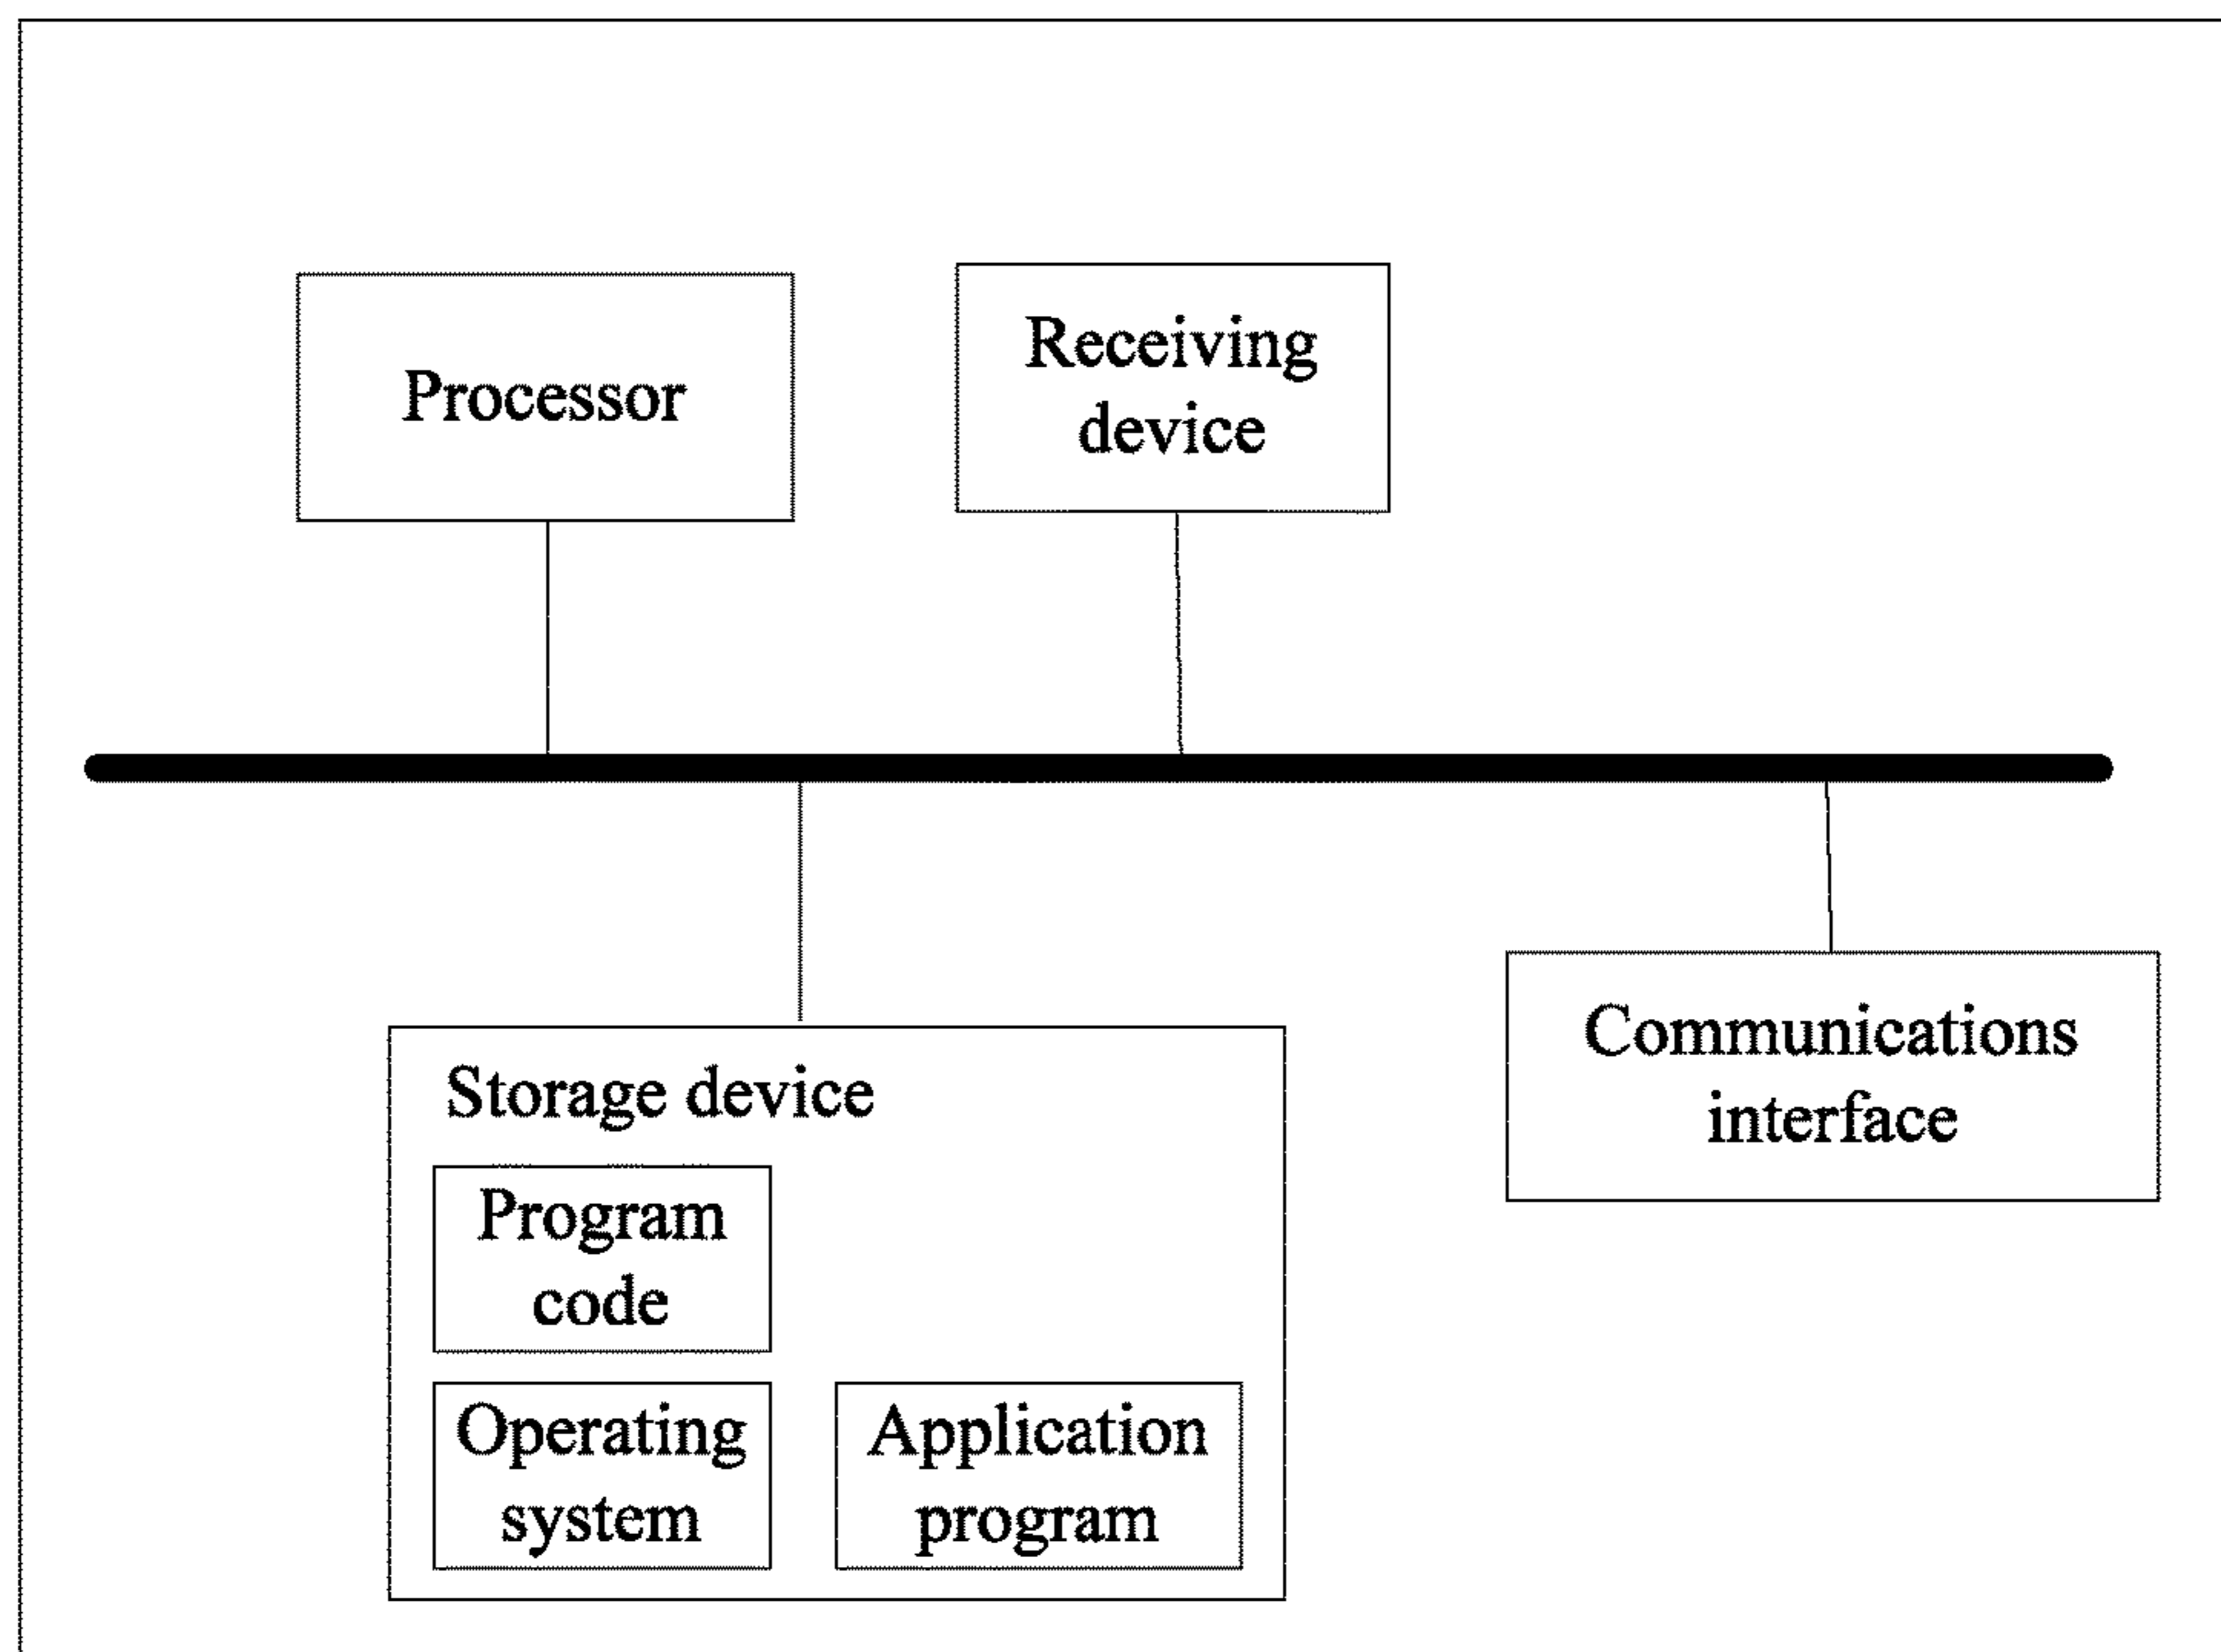 Processor
Receiving
device
Storage device
Program
code
Operating
system
Application
program
Communications
interface